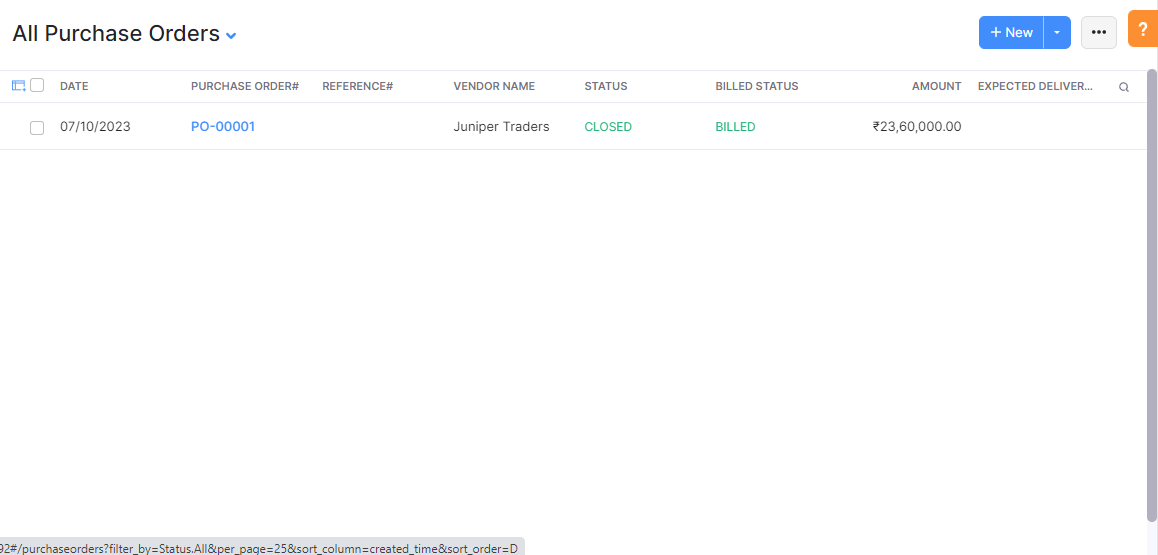 All Purchase Orders
+ New
?
DATE PURCHASE ORDER# REFERENCE# VENDOR NAME STATUS BILLED STATUS AMOUNT EXPECTED DELIVER...
07/10/2023 PO-00001 Juniper Traders CLOSED BILLED ₹23,60,000.00
92#/purchaseorders?filter_by=Status.All&per_page=25&sort_column=created_time&sort_order=D